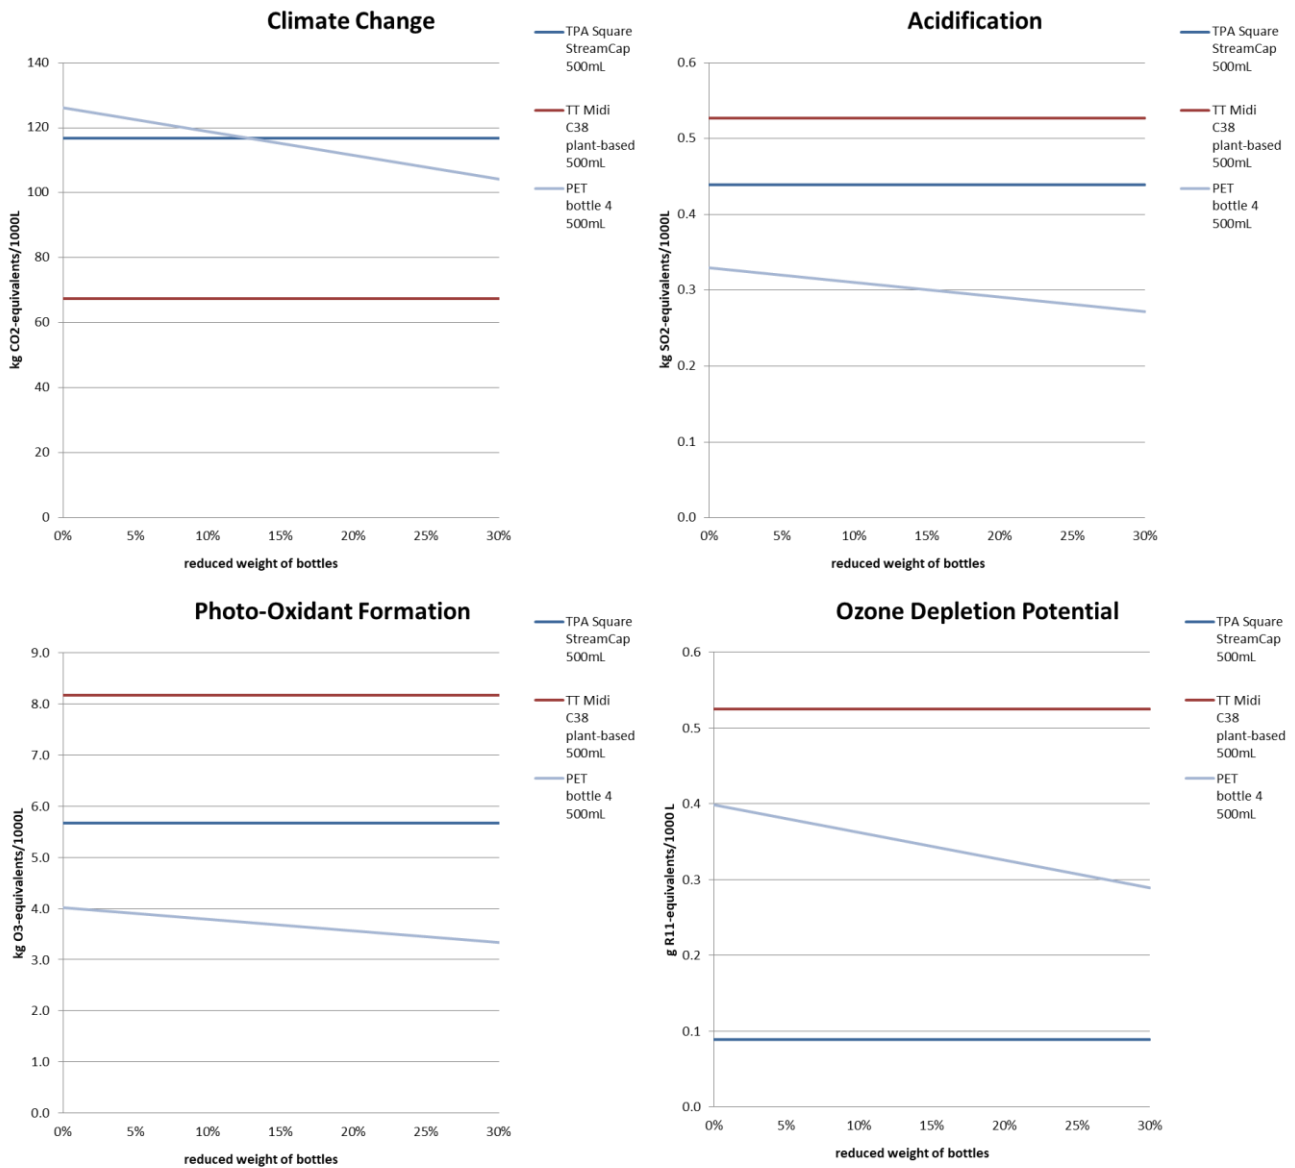 Climate Change
TPA Square
StreamCap
500mL
TT Midi
C38
plant-based
500mL
PET
bottle 4
500mL
kg CO2-equivalents/1000L
140
120
100
80
60
40
20
0
0% 5% 10% 15% 20% 25% 30%
reduced weight of bottles
Acidification
TPA Square
StreamCap
500mL
TT Midi
C38
plant-based
500mL
PET
bottle 4
500mL
kg SO2-equivalents/1000L
0.6
0.5
0.4
0.3
0.2
0.1
0.0
0% 5% 10% 15% 20% 25% 30%
reduced weight of bottles
Photo-Oxidant Formation
TPA Square
StreamCap
500mL
TT Midi
C38
plant-based
500mL
PET
bottle 4
500mL
kg O3-equivalents/1000L
9.0
8.0
7.0
6.0
5.0
4.0
3.0
2.0
1.0
0.0
0% 5% 10% 15% 20% 25% 30%
reduced weight of bottles
Ozone Depletion Potential
TPA Square
StreamCap
500mL
TT Midi
C38
plant-based
500mL
PET
bottle 4
500mL
g R11-equivalents/1000 L
0.6
0.5
0.4
0.3
0.2
0.1
0.0
0% 5% 10% 15% 20% 25% 30%
reduced weight of bottles